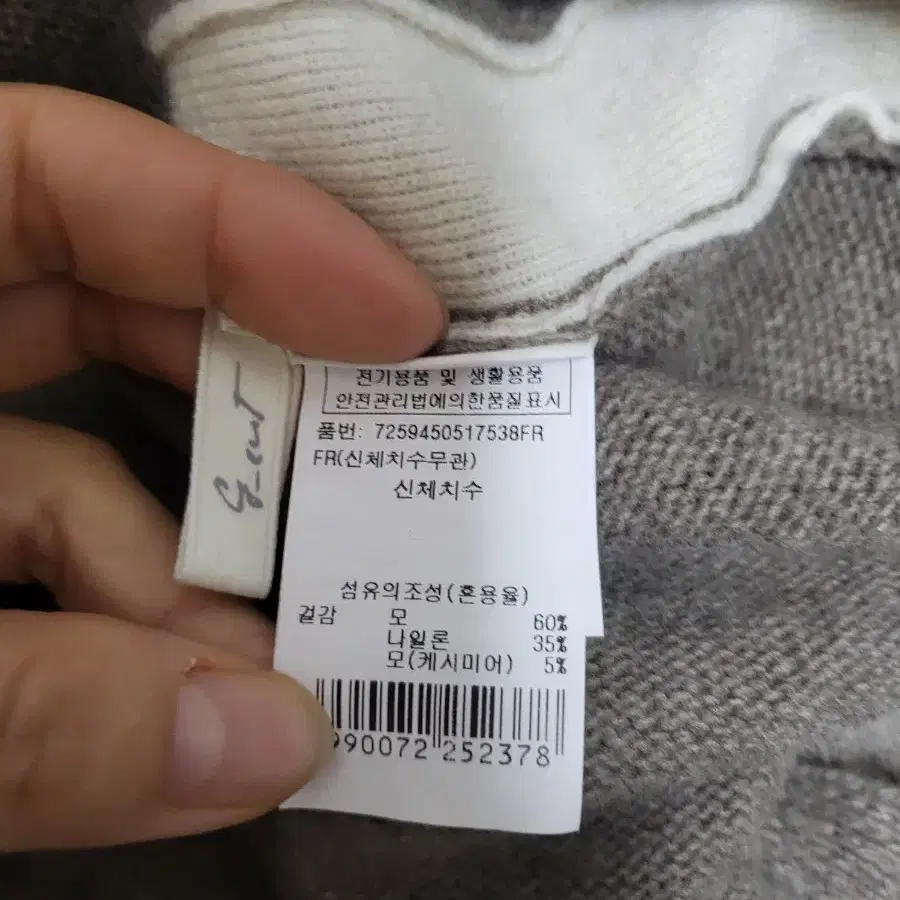 전기용품 및 생활용품
안전관리법에의한품질표시
품번: 7259450517538FR
FR(신체치수무관)
신체치수
섬유의조성(혼용율)
겉감 모 60%
나일론 35%
모(케시미어) 5%
990072 252378